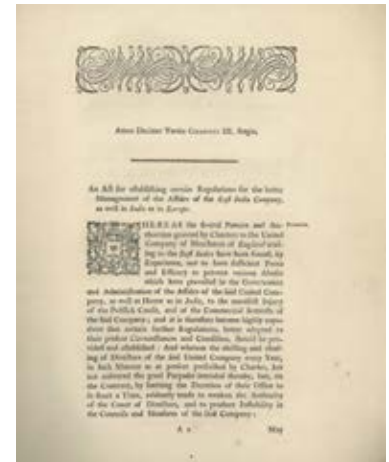 Anno Decimo Tertio GEORGII III. Regis.
An Act for establishing certain Regulations for the better
Management of the Affairs of the East India Company,
as well in India as in Europe.
WHEREAS the several Powers and Au- Preamble.
thorities granted by Charters to the United
Company of Merchants of England trad-
ing to the East Indies have been found, by
Experience, not to have sufficient Force
and Efficacy to prevent various Abuses
which have prevailed in the Government
and Administration of the Affairs of the said United Com-
pany, as well at Home as in India, to the manifest Injury
of the Publick Credit, and of the Commercial Interests of
the said Company; and it is therefore become highly expe-
dient that certain further Regulations, better adapted to
their present Circumstances and Condition, should be pro-
vided and established: And whereas the electing and chus-
ing of Directors of the said United Company every Year,
in such Manner as at present prescribed by Charter, has
not answered the good Purposes intended thereby, but, on
the Contrary, by limiting the Duration of their Office to
so short a Time, evidently tends to weaken the Authority
of the Court of Directors, and to produce Instability in
the Councils and Measures of the said Company:
A 2 May